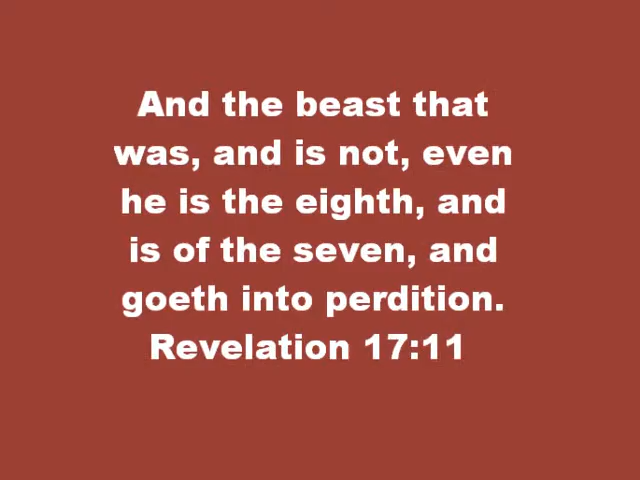 And the beast that
was, and is not, even
he is the eighth, and
is of the seven, and
goeth into perdition.
Revelation 17:11